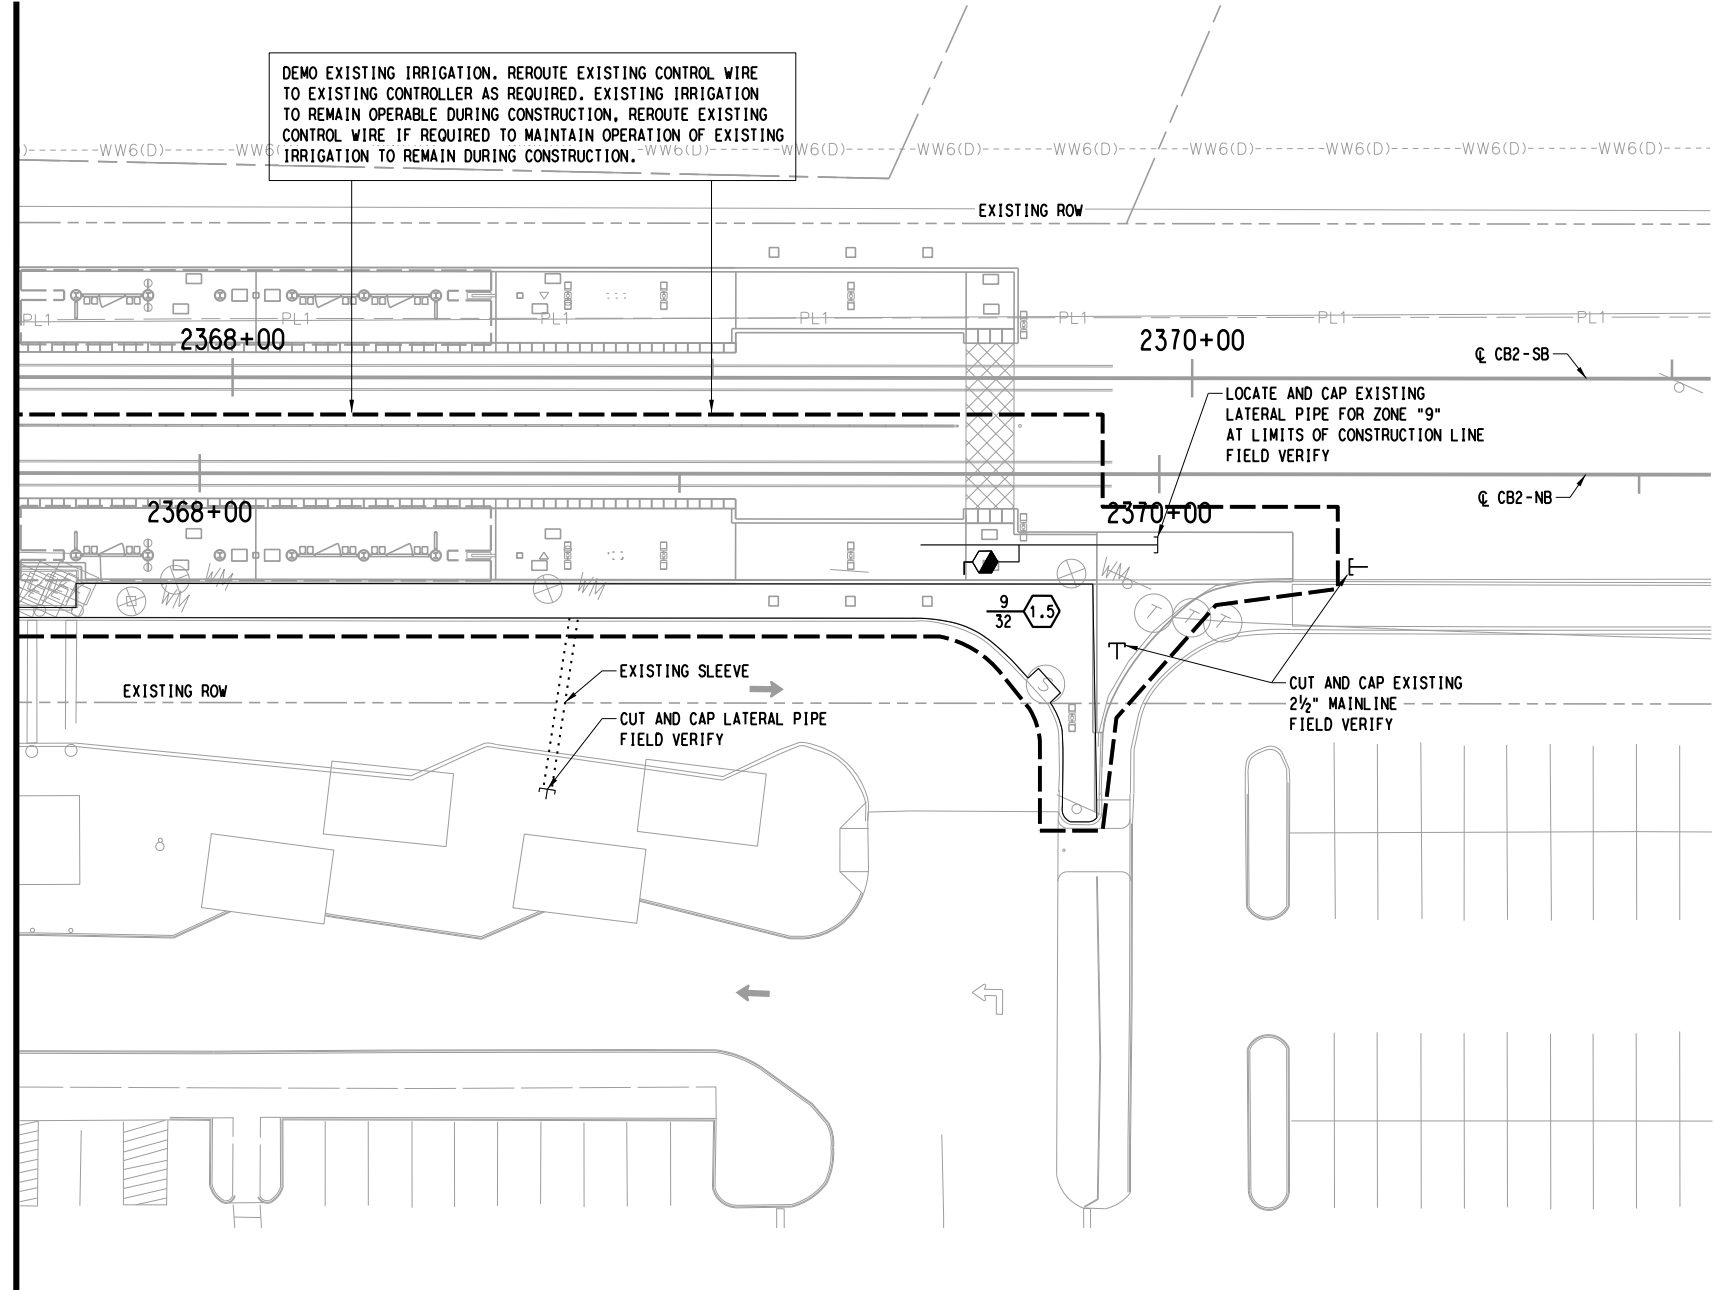 DEMO EXISTING IRRIGATION. REROUTE EXISTING CONTROL WIRE
TO EXISTING CONTROLLER AS REQUIRED. EXISTING IRRIGATION
TO REMAIN OPERABLE DURING CONSTRUCTION, REROUTE EXISTING
CONTROL WIRE IF REQUIRED TO MAINTAIN OPERATION OF EXISTING
IRRIGATION TO REMAIN DURING CONSTRUCTION.
WW6(D) WW6( WW6(D) WW6(D) WW6(D) WW6(D) WW6(D) WW6(D) WW6(D) WW6(D)
EXISTING ROW
PL1 PL1 PL1 PL1 PL1 PL1 PL1
2368+00
2370+00
℄ CB2-SB
LOCATE AND CAP EXISTING
LATERAL PIPE FOR ZONE "9"
AT LIMITS OF CONSTRUCTION LINE
FIELD VERIFY
℄ CB2-NB
2368+00
2370+00
WM
WM
WM
WM
9
32
1.5
T
T
T
S
EXISTING SLEEVE
EXISTING ROW
CUT AND CAP LATERAL PIPE
FIELD VERIFY
CUT AND CAP EXISTING
2½" MAINLINE
FIELD VERIFY